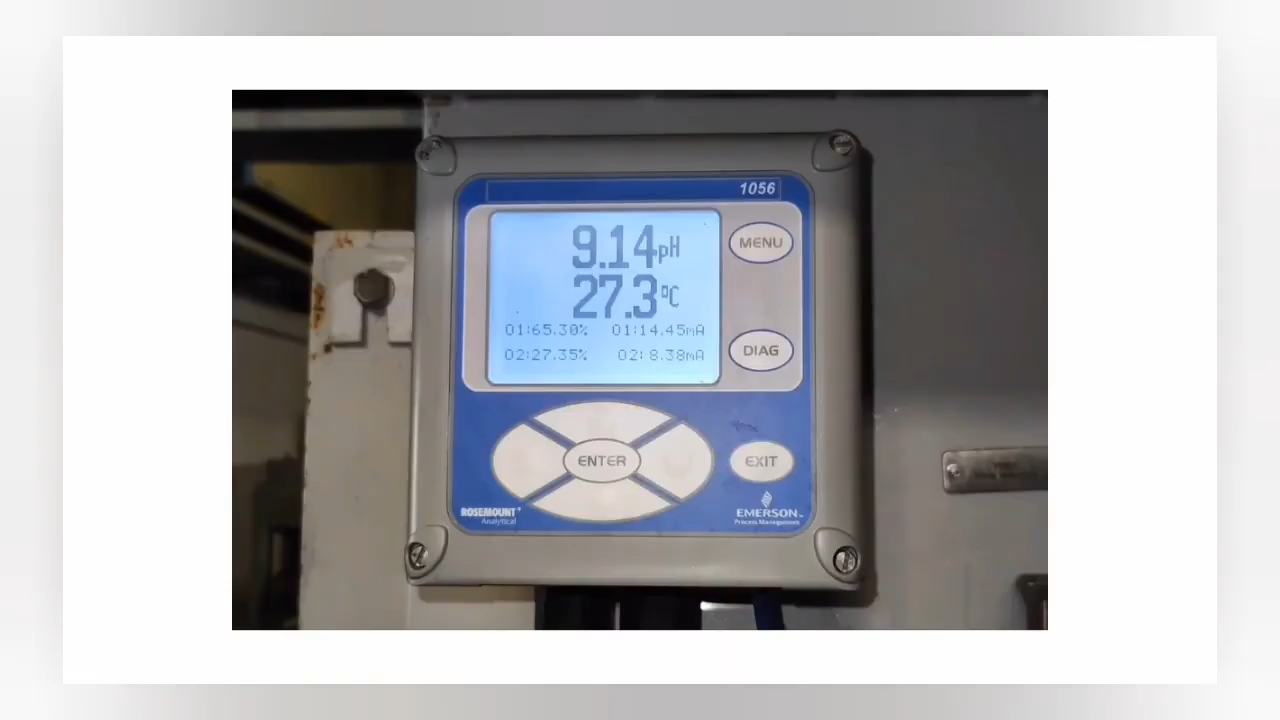 1056
9.14pH
27.3°C
01:65.30% 01:14.45mA
02:27.35% 02: 8.38mA
MENU
DIAG
ENTER
EXIT
ROSEMOUNT
Analytical
EMERSON
Process Management